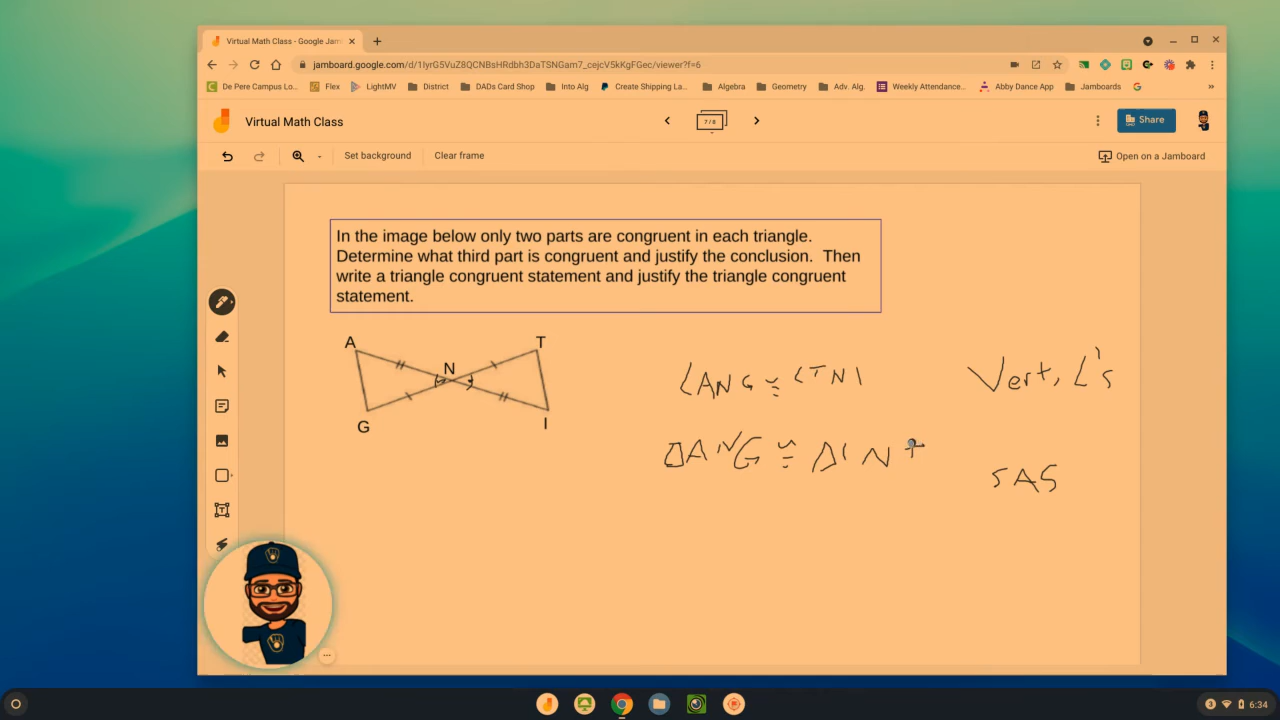 Virtual Math Class - Google Jam
jamboard.google.com/d/1IyrG5VuZ8QCNBsHRdbh3DaTSNGam7_cejcV5kKgFGec/viewer?f=6
De Pere Campus Lo... Flex LightMV District DADs Card Shop Into Alg Create Shipping La... Algebra Geometry Adv. Alg. Weekly Attendance... Abby Dance App Jamboards »
Virtual Math Class
7 / 8
Share
Set background Clear frame
Open on a Jamboard
In the image below only two parts are congruent in each triangle.
Determine what third part is congruent and justify the conclusion. Then
write a triangle congruent statement and justify the triangle congruent
statement.
A
T
N
G
I
∠ANG ≅ ∠TNI Vert, ∠'s
△ANG ≅ △INT
SAS
6:34